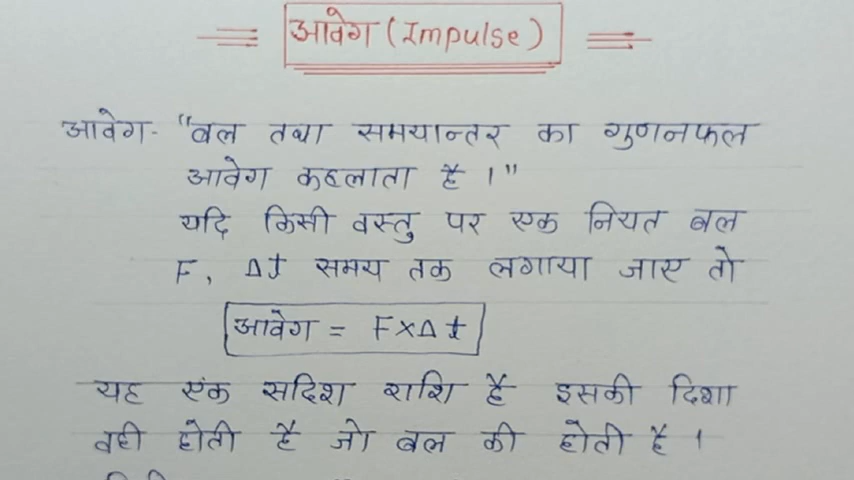 आवेग (Impulse)
आवेग- "बल तथा समयान्तर का गुणनफल
आवेग कहलाता है ।"
यदि किसी वस्तु पर एक नियत बल
F, Δt समय तक लगाया जाए तो
आवेग = F×Δt
यह एक सदिश राशि है इसकी दिशा
वही होती है जो बल की होती है ।